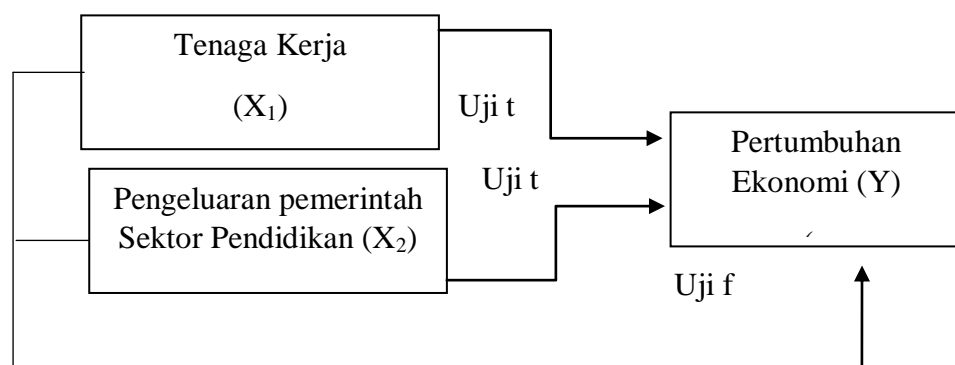 Tenaga Kerja
(X₁)
Uji t
Pengeluaran pemerintah
Sektor Pendidikan (X₂)
Uji t
Pertumbuhan
Ekonomi (Y)
Uji f